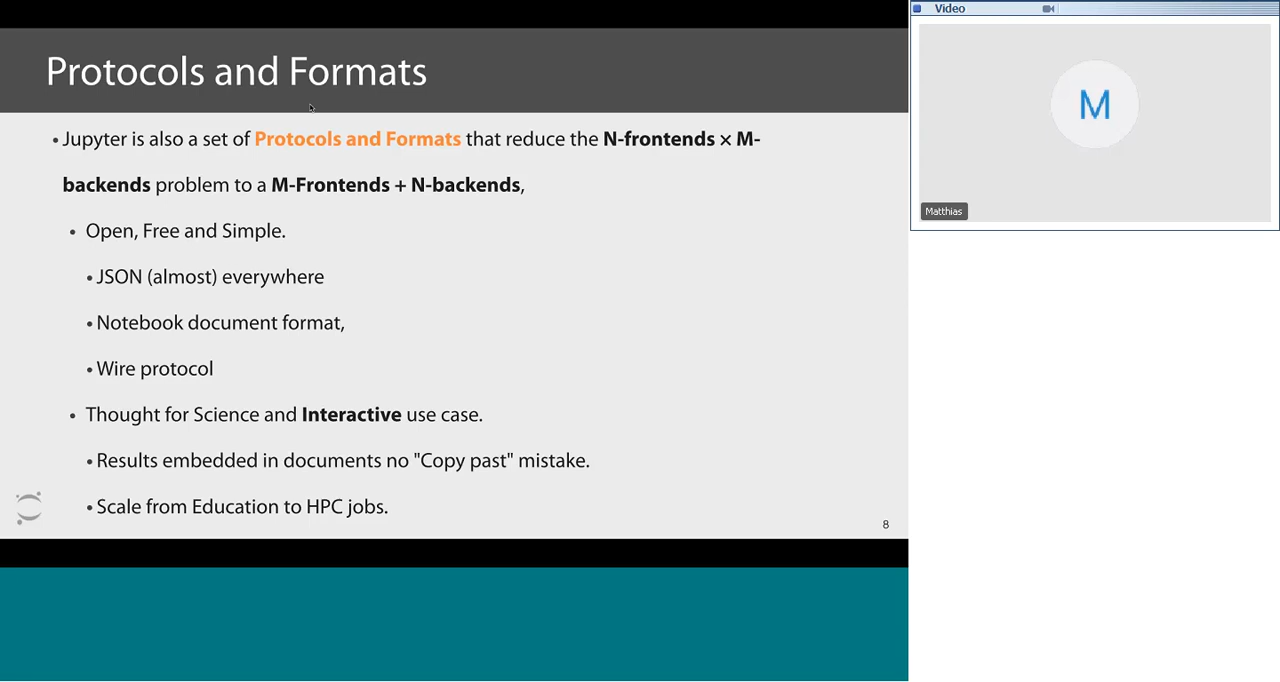 Protocols and Formats
• Jupyter is also a set of Protocols and Formats that reduce the N-frontends × M-
backends problem to a M-Frontends + N-backends,
• Open, Free and Simple.
• JSON (almost) everywhere
• Notebook document format,
• Wire protocol
• Thought for Science and Interactive use case.
• Results embedded in documents no "Copy past" mistake.
• Scale from Education to HPC jobs.
8
Video
M
Matthias